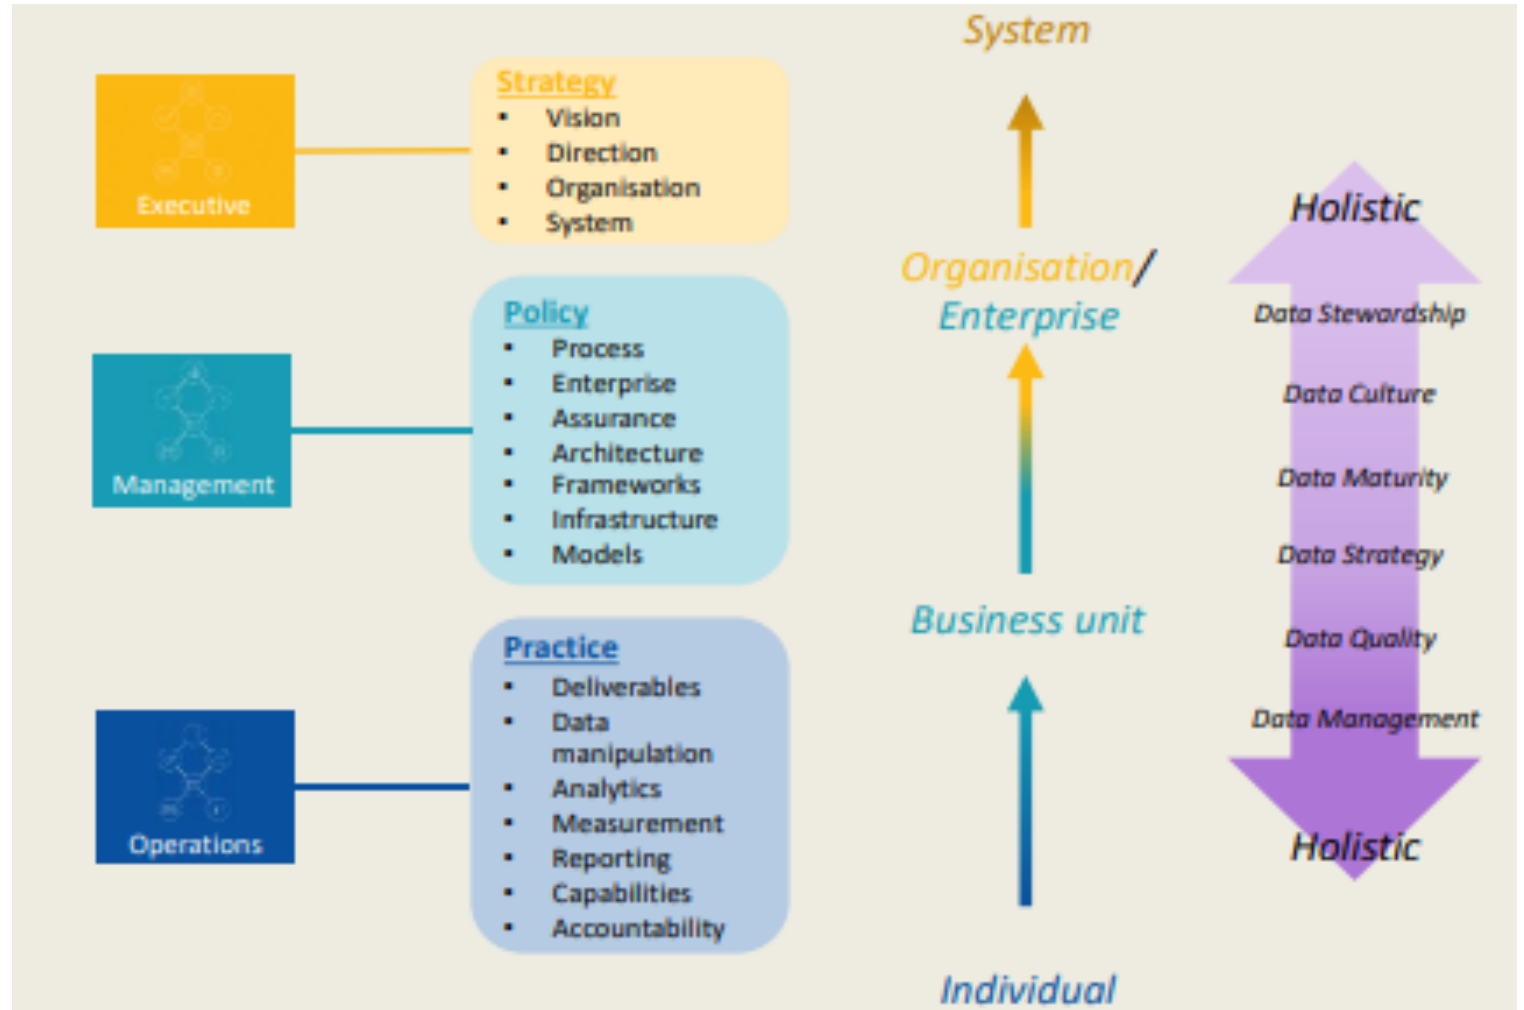 Executive
Strategy
▪ Vision
▪ Direction
▪ Organisation
▪ System
Management
Policy
▪ Process
▪ Enterprise
▪ Assurance
▪ Architecture
▪ Frameworks
▪ Infrastructure
▪ Models
Operations
Practice
▪ Deliverables
▪ Data
manipulation
▪ Analytics
▪ Measurement
▪ Reporting
▪ Capabilities
▪ Accountability
System
Organisation/
Enterprise
Business unit
Individual
Holistic
Data Stewardship
Data Culture
Data Maturity
Data Strategy
Data Quality
Data Management
Holistic